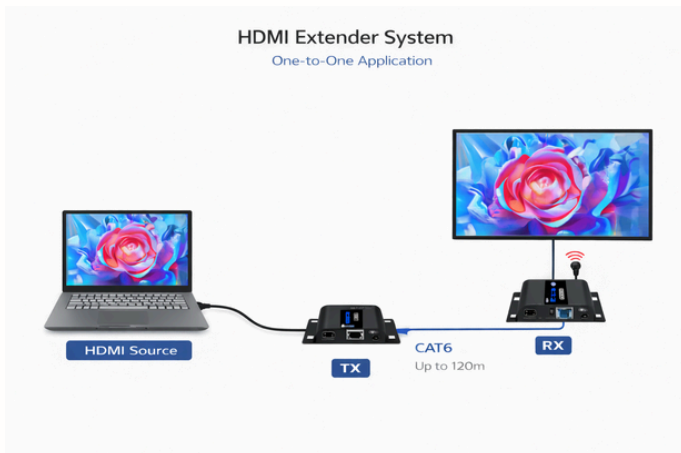 HDMI Extender System
One-to-One Application
HDMI Source
TX
CAT6
Up to 120m
RX